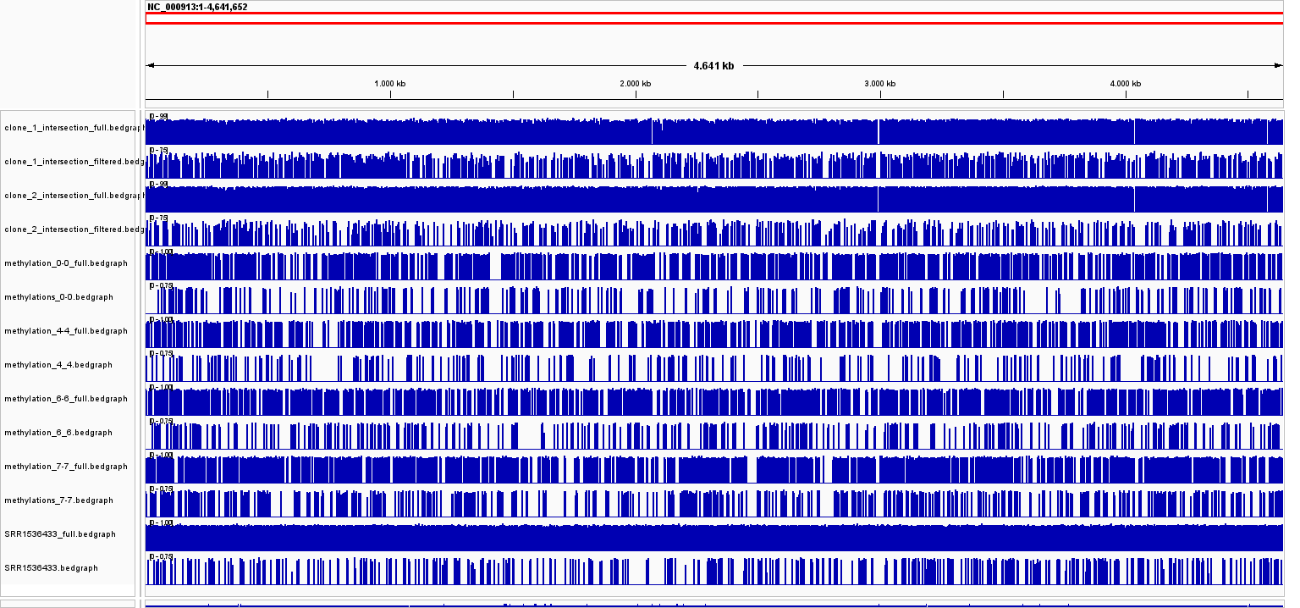 NC_000913:1-4,641,652
4.641 kb
1.000 kb
2.000 kb
3.000 kb
4.000 kb
clone_1_intersection_full.bedgraph
clone_1_intersection_filtered.bedg
clone_2_intersection_full.bedgraph
clone_2_intersection_filtered.bedg
methylation_0-0_full.bedgraph
methylations_0-0.bedgraph
methylation_4-4_full.bedgraph
methylation_4_4.bedgraph
methylation_6-6_full.bedgraph
methylation_6_6.bedgraph
methylation_7-7_full.bedgraph
methylations_7-7.bedgraph
SRR1536433_full.bedgraph
SRR1536433.bedgraph